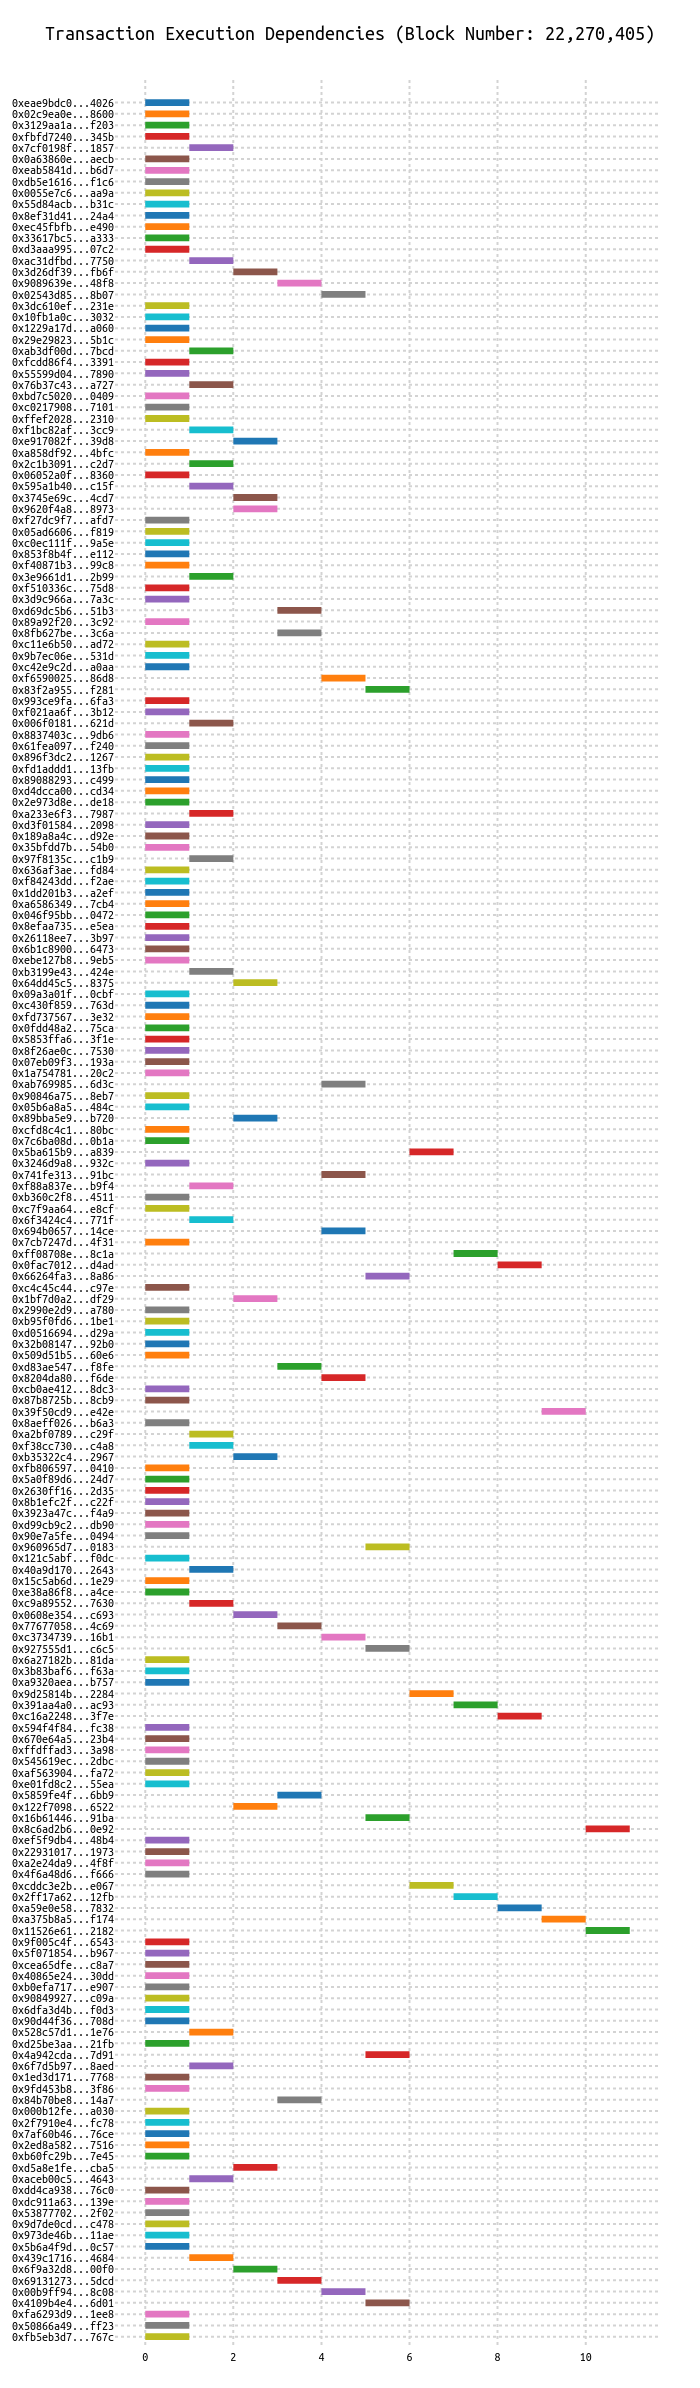 Transaction Execution Dependencies (Block Number: 22,270,405)
0xeae9bdc0...4026
0x02c9ea0e...8600
0x3129aa1a...f203
0xfbfd7240...345b
0x7cf0198f...1857
0x0a63860e...aecb
0xeab5841d...b6d7
0xdb5e1616...f1c6
0x0055e7c6...aa9a
0x55d84acb...b31c
0x8ef31d41...24a4
0xec45fbfb...e490
0x33617bc5...a333
0xd3aaa995...07c2
0xac31dfbd...7750
0x3d26df39...fb6f
0x9089639e...48f8
0x02543d85...8b07
0x3dc610ef...231e
0x10fb1a0c...3032
0x1229a17d...a060
0x29e29823...5b1c
0xab3df00d...7bcd
0xfcdd86f4...3391
0x55599d04...7890
0x76b37c43...a727
0xbd7c5020...0409
0xc0217908...7101
0xffef2028...2310
0xf1bc82af...3cc9
0xe917082f...39d8
0xa858df92...4bfc
0x2c1b3091...c2d7
0x06052a0f...8360
0x595a1b40...c15f
0x3745e69c...4cd7
0x9620f4a8...8973
0xf27dc9f7...afd7
0x05ad6606...f819
0xc0ec111f...9a5e
0x853f8b4f...e112
0xf40871b3...99c8
0x3e9661d1...2b99
0xf510336c...75d8
0x3d9c966a...7a3c
0xd69dc5b6...51b3
0x89a92f20...3c92
0x8fb627be...3c6a
0xc11e6b50...ad72
0x9b7ec06e...531d
0xc42e9c2d...a0aa
0xf6590025...86d8
0x83f2a955...f281
0x993ce9fa...6fa3
0xf021aa6f...3b12
0x006f0181...621d
0x8837403c...9db6
0x61fea097...f240
0x896f3dc2...1267
0xfd1addd1...13fb
0x89088293...c499
0xd4dcca00...cd34
0x2e973d8e...de18
0xa233e6f3...7987
0xd3f01584...2098
0x189a8a4c...d92e
0x35bfdd7b...54b0
0x97f8135c...c1b9
0x636af3ae...fd84
0xf84243dd...f2ae
0x1dd201b3...a2ef
0xa6586349...7cb4
0x046f95bb...0472
0x8efaa735...e5ea
0x26118ee7...3b97
0x6b1c8900...6473
0xebe127b8...9eb5
0xb3199e43...424e
0x64dd45c5...8375
0x09a3a01f...0cbf
0xc430f859...763d
0xfd737567...3e32
0x0fdd48a2...75ca
0x5853ffa6...3f1e
0x8f26ae0c...7530
0x07eb09f3...193a
0x1a754781...20c2
0xab769985...6d3c
0x90846a75...8eb7
0x05b6a8a5...484c
0x89bba5e9...b720
0xcfd8c4c1...80bc
0x7c6ba08d...0b1a
0x5ba615b9...a839
0x3246d9a8...932c
0x741fe313...91bc
0xf88a837e...b9f4
0xb360c2f8...4511
0xc7f9aa64...e8cf
0x6f3424c4...771f
0x694b0657...14ce
0x7cb7247d...4f31
0xff08708e...8c1a
0x0fac7012...d4ad
0x66264fa3...8a86
0xc4c45c44...c97e
0x1bf7d0a2...df29
0x2990e2d9...a780
0xb95f0fd6...1be1
0xd0516694...d29a
0x32b08147...92b0
0x509d51b5...60e6
0xd83ae547...f8fe
0x8204da80...f6de
0xcb0ae412...8dc3
0x87b8725b...8cb9
0x39f50cd9...e42e
0x8aeff026...b6a3
0xa2bf0789...c29f
0xf38cc730...c4a8
0xb35322c4...2967
0xfb806597...0410
0x5a0f89d6...24d7
0x2630ff16...2d35
0x8b1efc2f...c22f
0x3923a47c...f4a9
0xd99cb9c2...db90
0x90e7a5fe...0494
0x960965d7...0183
0x121c5abf...f0dc
0x40a9d170...2643
0x15c5ab6d...1e29
0xe38a86f8...a4ce
0xc9a89552...7630
0x0608e354...c693
0x77677058...4c69
0xc3734739...16b1
0x927555d1...c6c5
0x6a27182b...81da
0x3b83baf6...f63a
0xa9320aea...b757
0x9d25814b...2284
0x391aa4a0...ac93
0xc16a2248...3f7e
0x594f4f84...fc38
0x670e64a5...23b4
0xffdffad3...3a98
0x545619ec...2dbc
0xaf563904...fa72
0xe01fd8c2...55ea
0x5859fe4f...6bb9
0x122f7098...6522
0x16b61446...91ba
0x8c6ad2b6...0e92
0xef5f9db4...48b4
0x22931017...1973
0xa2e24da9...4f8f
0x4f6a48d6...f666
0xcddc3e2b...e067
0x2ff17a62...12fb
0xa59e0e58...7832
0xa375b8a5...f174
0x11526e61...2182
0x9f005c4f...6543
0x5f071854...b967
0xcea65dfe...c8a7
0x40865e24...30dd
0xb0efa717...e907
0x90849927...c09a
0x6dfa3d4b...f0d3
0x90d44f36...708d
0x528c57d1...1e76
0xd25be3aa...21fb
0x4a942cda...7d91
0x6f7d5b97...8aed
0x1ed3d171...7768
0x9fd453b8...3f86
0x84b70be8...14a7
0x000b12fe...a030
0x2f7910e4...fc78
0x7af60b46...76ce
0x2ed8a582...7516
0xb60fc29b...7e45
0xd5a8e1fe...cba5
0xaceb00c5...4643
0xdd4ca938...76c0
0xdc911a63...139e
0x53877702...2f02
0x9d7de0cd...c478
0x973de46b...11ae
0x5b6a4f9d...0c57
0x439c1716...4684
0x6f9a32d8...00f0
0x69131273...5dcd
0x00b9ff94...8c08
0x4109b4e4...6d01
0xfa6293d9...1ee8
0x50866a49...ff23
0xfb5eb3d7...767c
0 2 4 6 8 10